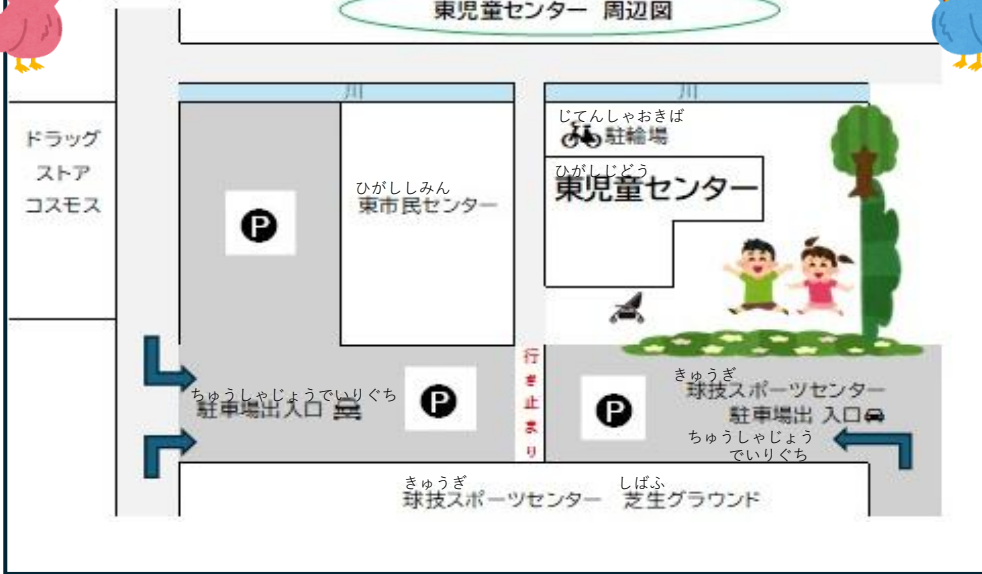 東児童センター 周辺図
川
川
ドラッグ
ストア
コスモス
じてんしゃおきば
駐輪場
ひがしじどう
東児童センター
ひがししみん
東市民センター
P
行き止まり
ちゅうしゃじょうでいりぐち
駐車場出入口
P
P
きゅうぎ
球技スポーツセンター
駐車場出 入口
ちゅうしゃじょう
でいりぐち
きゅうぎ しばふ
球技スポーツセンター 芝生グラウンド